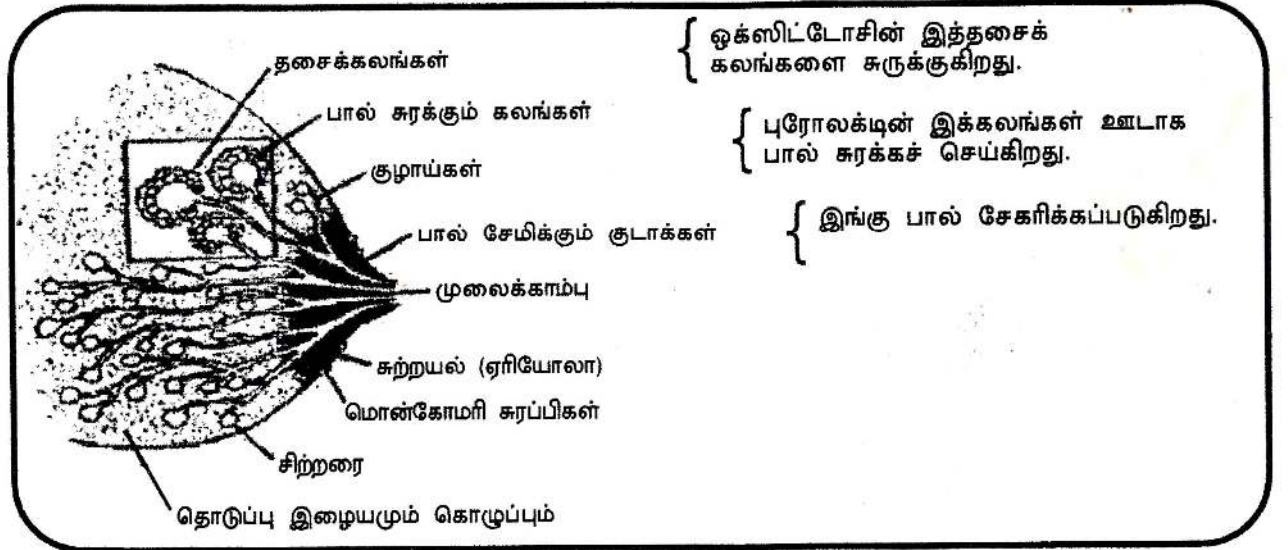 தசைக்கலங்கள்
{ ஒக்ஸிட்டோசின் இத்தசைக்
கலங்களை சுருக்குகிறது.
பால் சுரக்கும் கலங்கள்
{ புரோலக்டின் இக்கலங்கள் ஊடாக
பால் சுரக்கச் செய்கிறது.
குழாய்கள்
பால் சேமிக்கும் குடாக்கள்
{ இங்கு பால் சேகரிக்கப்படுகிறது.
முலைக்காம்பு
சுற்றயல் (ஏரியோலா)
மொன்கோமரி சுரப்பிகள்
சிற்றரை
தொடுப்பு இழையமும் கொழுப்பும்